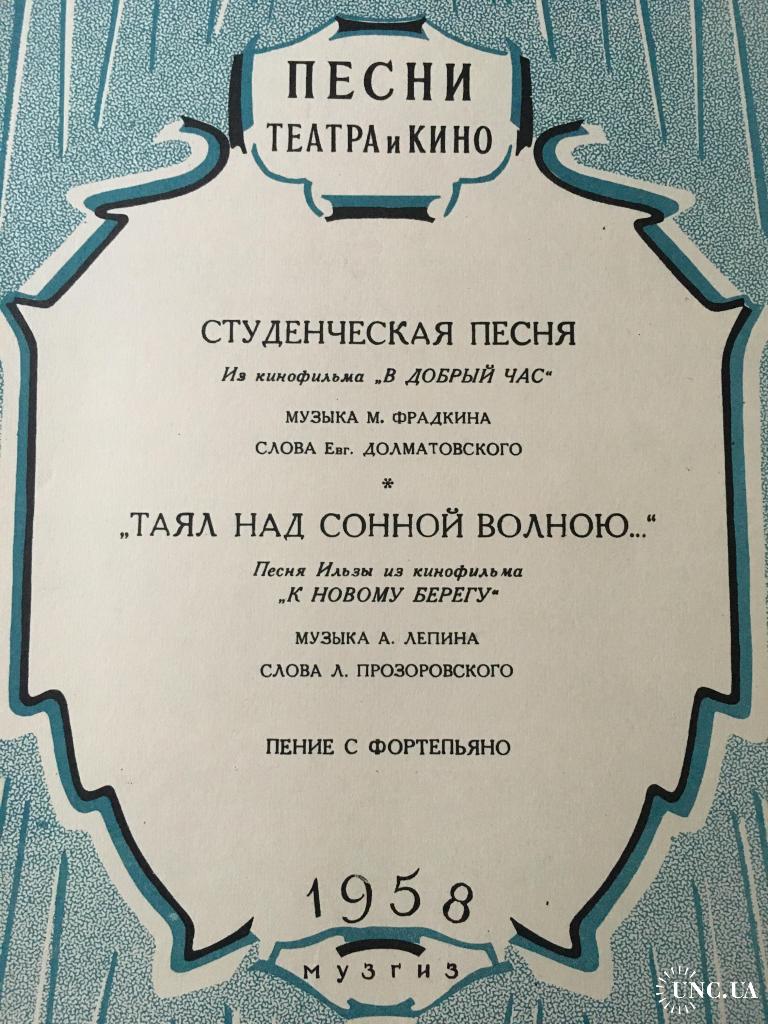 ПЕСНИ
ТЕАТРА и КИНО
СТУДЕНЧЕСКАЯ ПЕСНЯ
Из кинофильма „В ДОБРЫЙ ЧАС“
МУЗЫКА М. ФРАДКИНА
СЛОВА Евг. ДОЛМАТОВСКОГО
*
„ТАЯЛ НАД СОННОЙ ВОЛНОЮ...“
Песня Ильзы из кинофильма
„К НОВОМУ БЕРЕГУ“
МУЗЫКА А. ЛЕПИНА
СЛОВА Л. ПРОЗОРОВСКОГО
ПЕНИЕ С ФОРТЕПЬЯНО
1958
МУЗГИЗ
UNC.UA